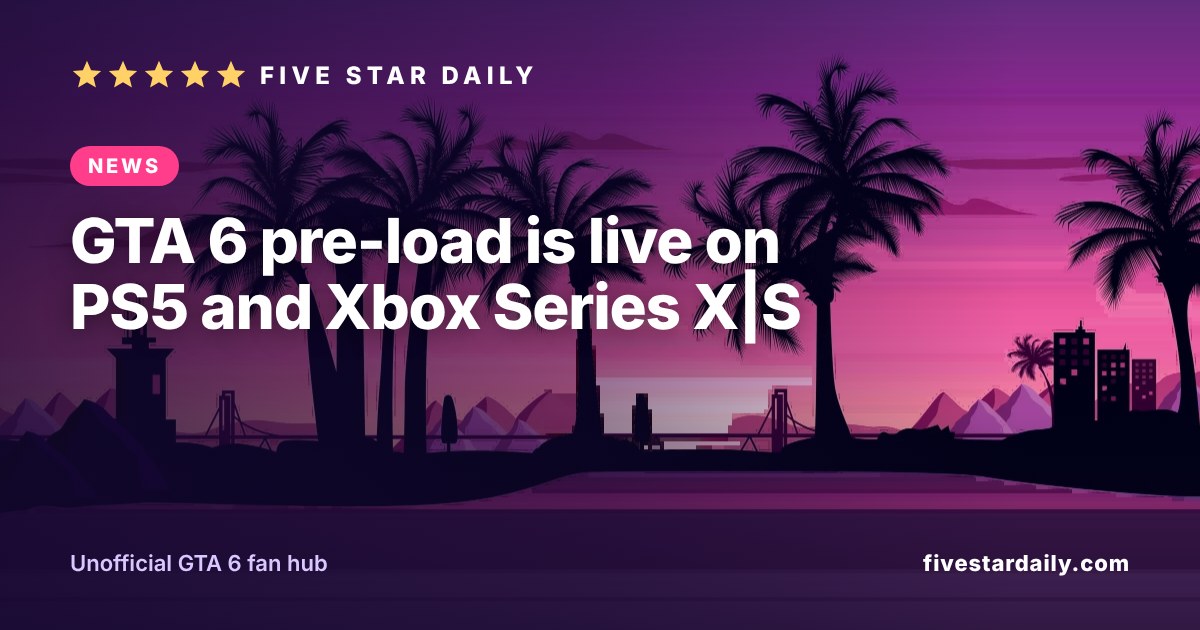 FIVE STAR DAILY
NEWS
GTA 6 pre-load is live on
PS5 and Xbox Series X|S
Unofficial GTA 6 fan hub
fivestardaily.com